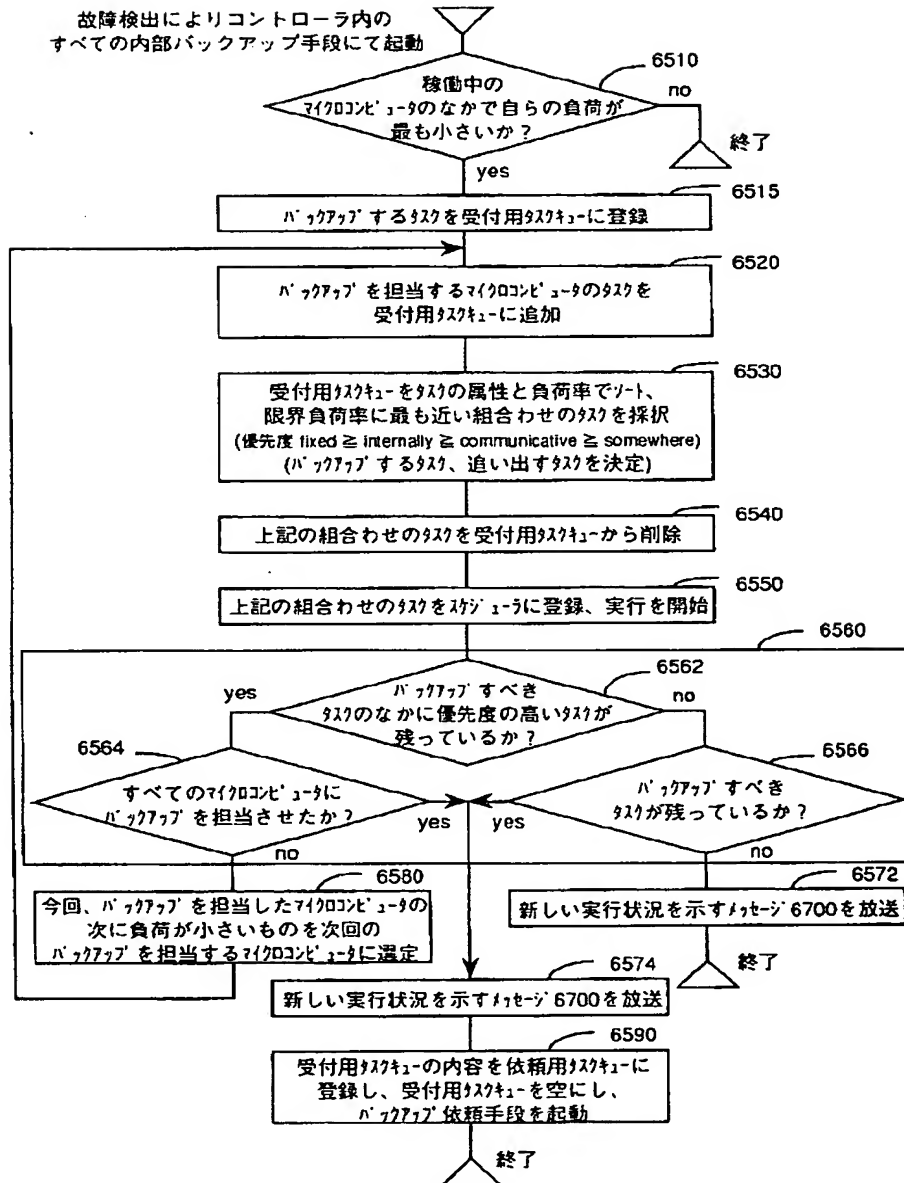 故障検出によりコントローラ内の
すべての内部バックアップ手段にて起動
6510
稼働中の
マイクロコンピュータのなかで自らの負荷が
最も小さいか?
no
終了
yes
6515
バックアップするタスクを受付用タスクキューに登録
6520
バックアップを担当するマイクロコンピュータのタスクを
受付用タスクキューに追加
6530
受付用タスクキューをタスクの属性と負荷率でソート、
限界負荷率に最も近い組合わせのタスクを採択
(優先度 fixed ≧ internally ≧ communicative ≧ somewhere)
(バックアップするタスク、追い出すタスクを決定)
6540
上記の組合わせのタスクを受付用タスクキューから削除
6550
上記の組合わせのタスクをスケジューラに登録、実行を開始
6560
6562
yes
バックアップすべき
タスクのなかに優先度の高いタスクが
残っているか?
no
6564
すべてのマイクロコンピュータに
バックアップを担当させたか?
yes
no
6566
バックアップすべき
タスクが残っているか?
yes
no
6580
今回、バックアップを担当したマイクロコンピュータの
次に負荷が小さいものを次回の
バックアップを担当するマイクロコンピュータに選定
6572
新しい実行状況を示すメッセージ6700を放送
終了
6574
新しい実行状況を示すメッセージ6700を放送
6590
受付用タスクキューの内容を依頼用タスクキューに
登録し、受付用タスクキューを空にし、
バックアップ依頼手段を起動
終了